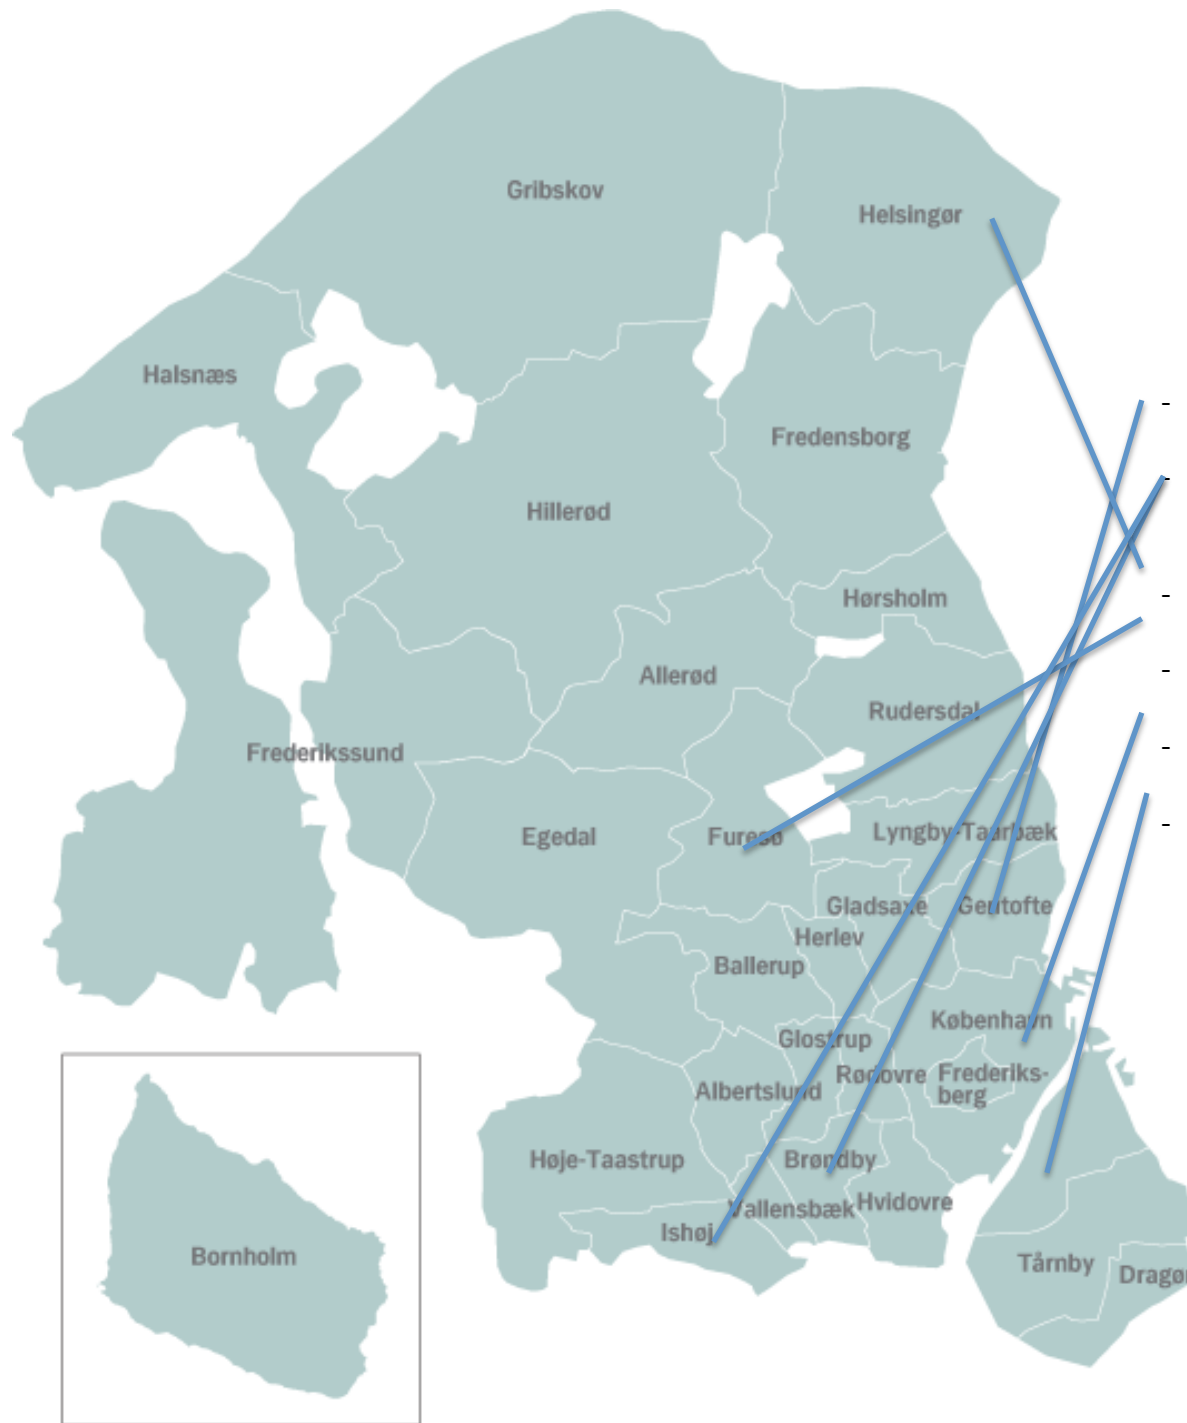 Gribskov
Helsingør
Halsnæs
-
Fredensborg
-
Hillerød
Hørsholm
-
Allerød
-
Rudersdal
Frederikssund
-
Egedal
Furesø
Lyngby-Taarbæk
-
Gladsaxe
Gentofte
Herlev
Ballerup
København
Glostrup
Rødovre
Frederiks-
berg
Albertslund
Høje-Taastrup
Brøndby
Vallensbæk
Hvidovre
Ishøj
Bornholm
Tårnby
Dragør